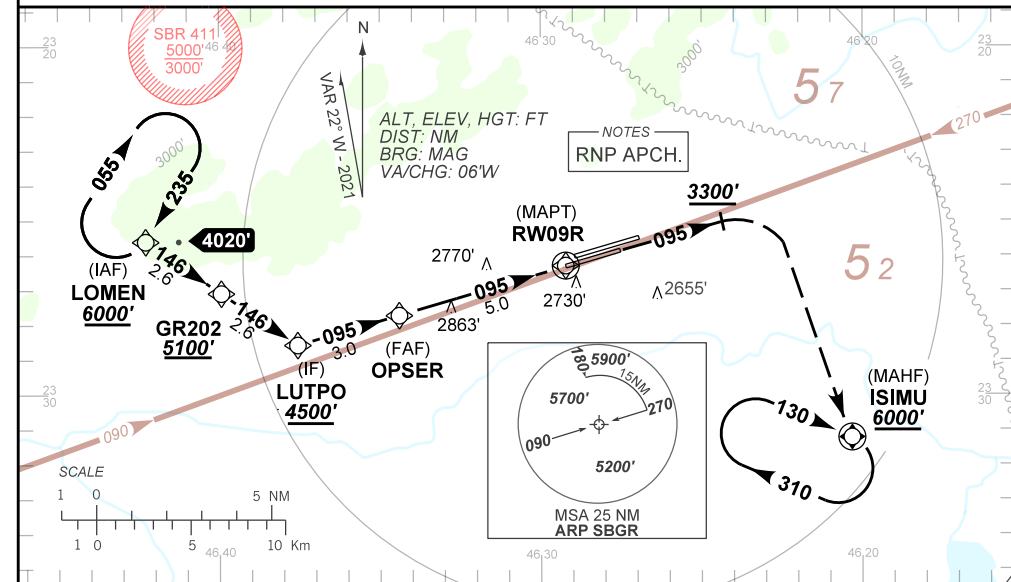 23
20
SBR 411
5000'
3000'
46 40
N
46 30
46 20
23
20
VAR 22° W - 2021
ALT, ELEV, HGT: FT
DIST: NM
BRG: MAG
VA/CHG: 06'W
NOTES
RNP APCH.
3000'
10NM
5 7
270
3000'
055
235
4020'
(IAF)
LOMEN
6000'
146
2.6
GR202
5100'
146
2.6
(IF)
LUTPO
4500'
095
3.0
(FAF)
OPSER
2770'
2863'
095
5.0
(MAPT)
RW09R
2730'
2655'
095
3300'
5 2
(MAHF)
ISIMU
6000'
130
310
23
30
23
30
090
180
5900'
15NM
5700'
270
090
5200'
MSA 25 NM
ARP SBGR
SCALE
1 0 5 NM
1 0 5 10 Km
46 40
46 30
46 20